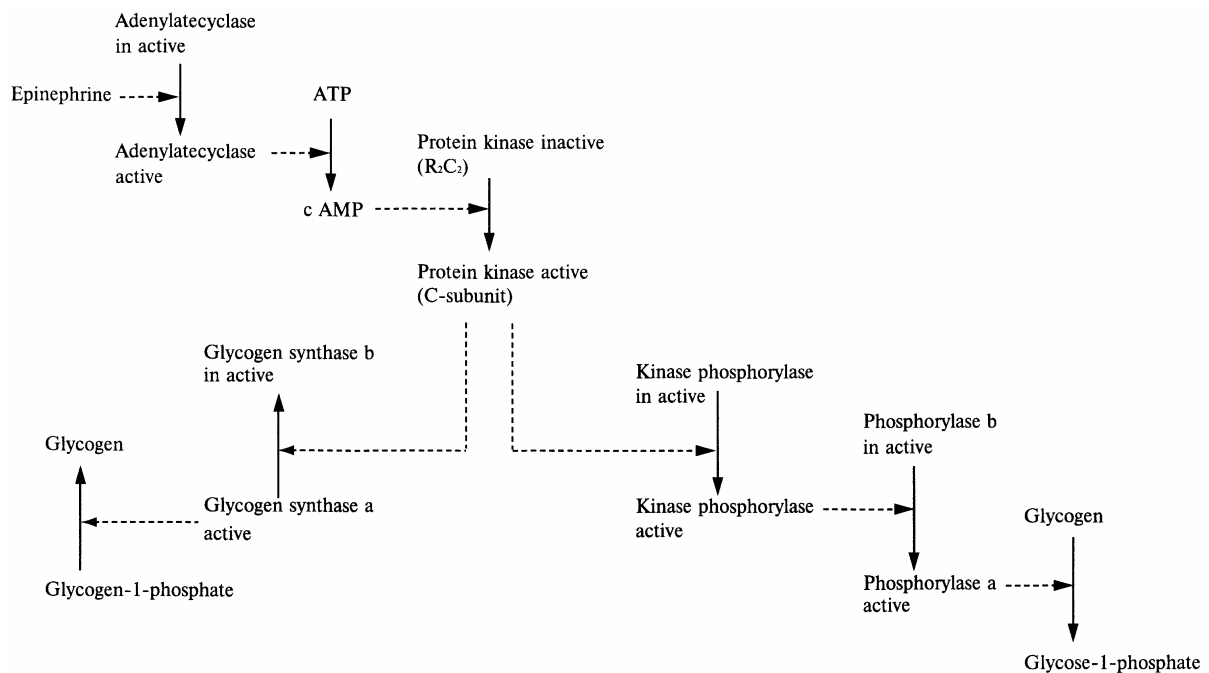 Adenylatecyclase
in active
Epinephrine
ATP
Adenylatecyclase
active
Protein kinase inactive
(R₂C₂)
c AMP
Protein kinase active
(C-subunit)
Glycogen synthase b
in active
Kinase phosphorylase
in active
Phosphorylase b
in active
Glycogen
Glycogen synthase a
active
Kinase phosphorylase
active
Glycogen
Glycogen-1-phosphate
Phosphorylase a
active
Glycose-1-phosphate